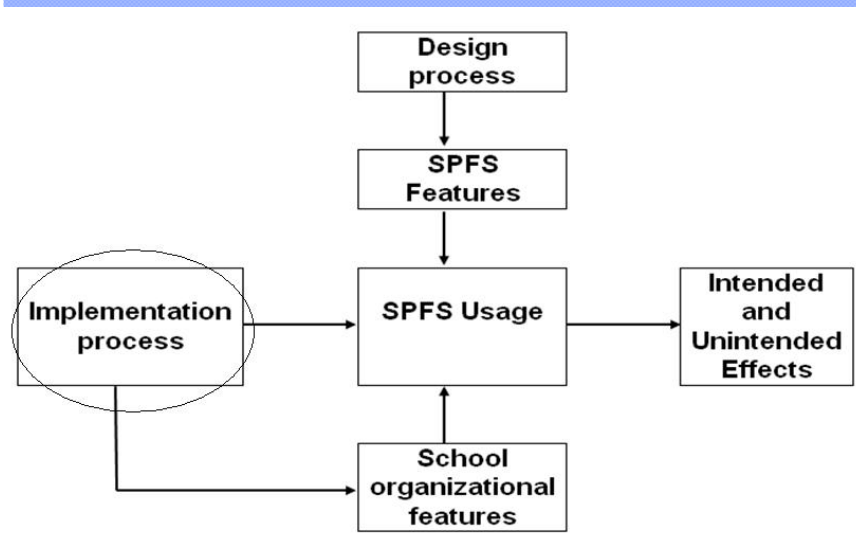 Design
process
SPFS
Features
Implementation
process
SPFS Usage
Intended
and
Unintended
Effects
School
organizational
features